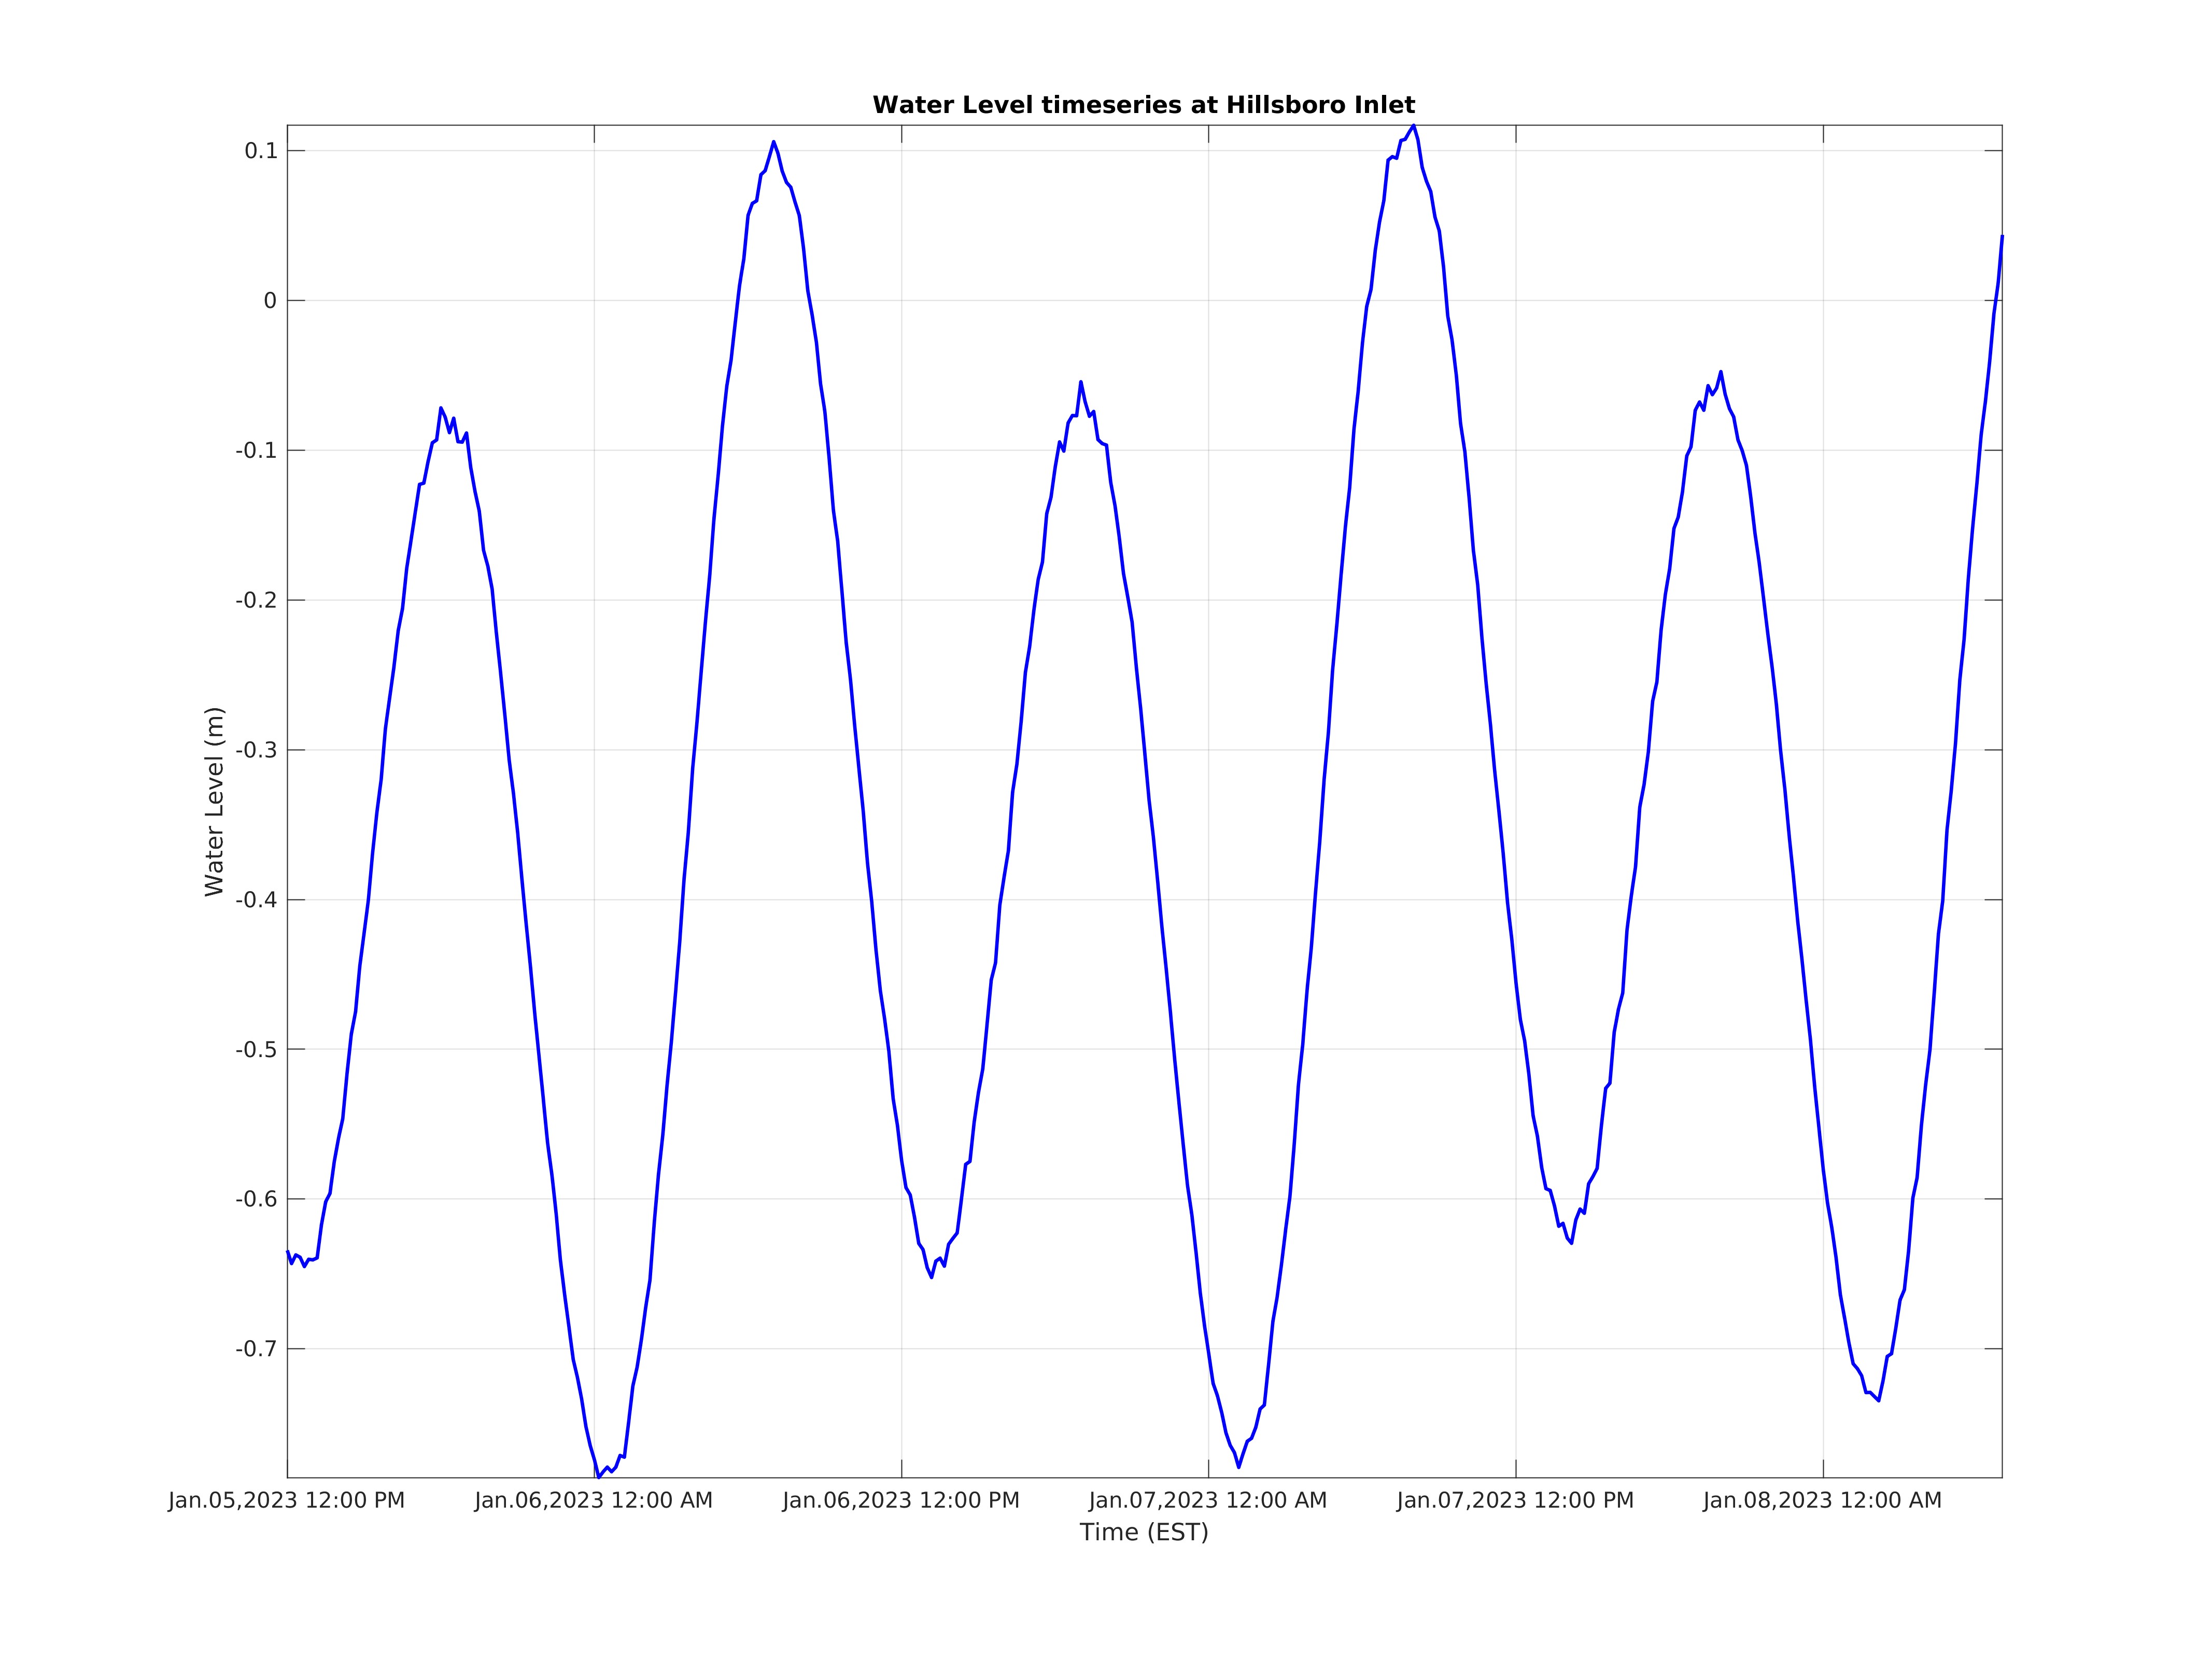 Water Level timeseries at Hillsboro Inlet
0.1
0
-0.1
-0.2
-0.3
-0.4
-0.5
-0.6
-0.7
Water Level (m)
Jan.05,2023 12:00 PM
Jan.06,2023 12:00 AM
Jan.06,2023 12:00 PM
Jan.07,2023 12:00 AM
Jan.07,2023 12:00 PM
Jan.08,2023 12:00 AM
Time (EST)